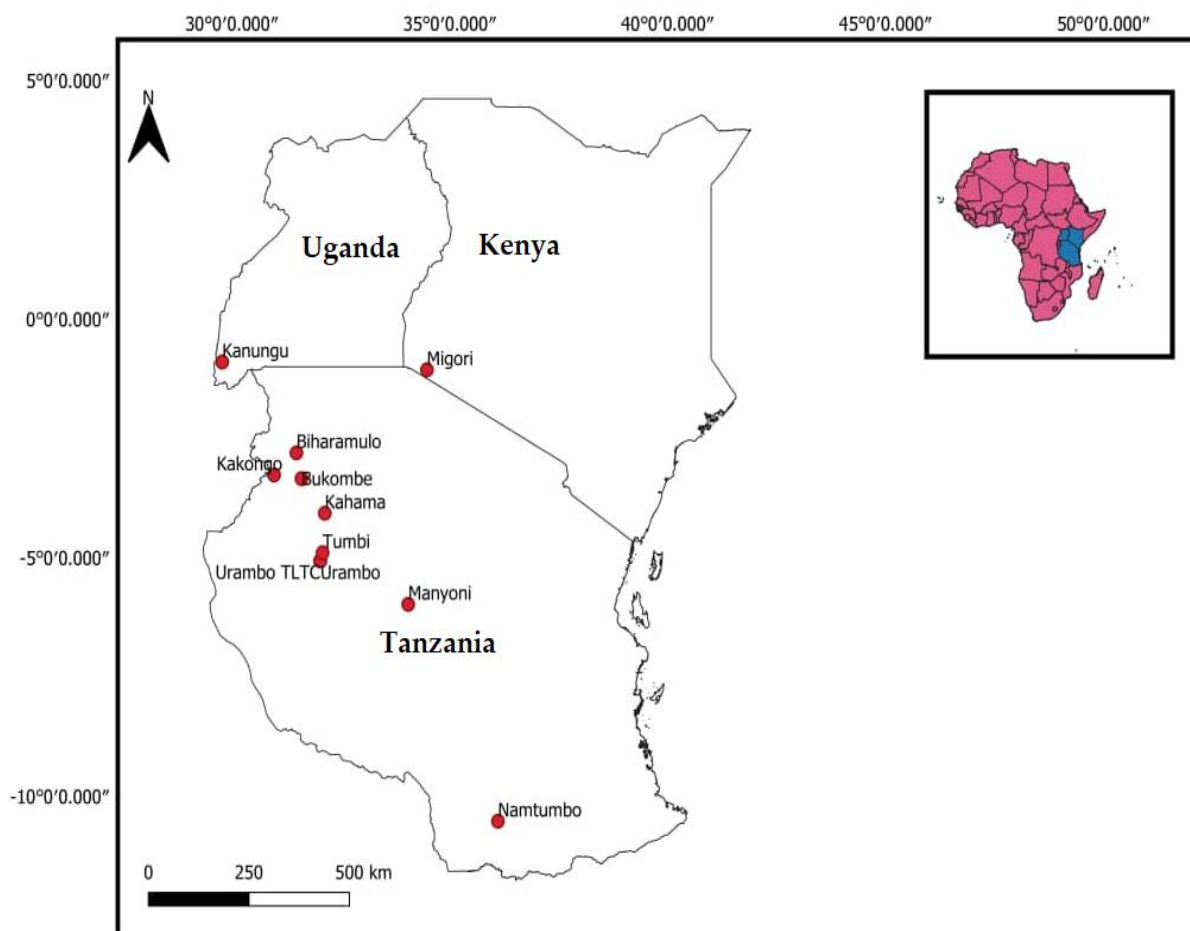 30°0′0.000″ 35°0′0.000″ 40°0′0.000″ 45°0′0.000″ 50°0′0.000″
5°0′0.000″
N
Uganda
Kenya
0°0′0.000″
Kanungu
Migori
Biharamulo
Kakongo
Bukombe
Kahama
Tumbi
-5°0′0.000″
Urambo TLTCUrambo
Manyoni
Tanzania
-10°0′0.000″
Namtumbo
0 250 500 km